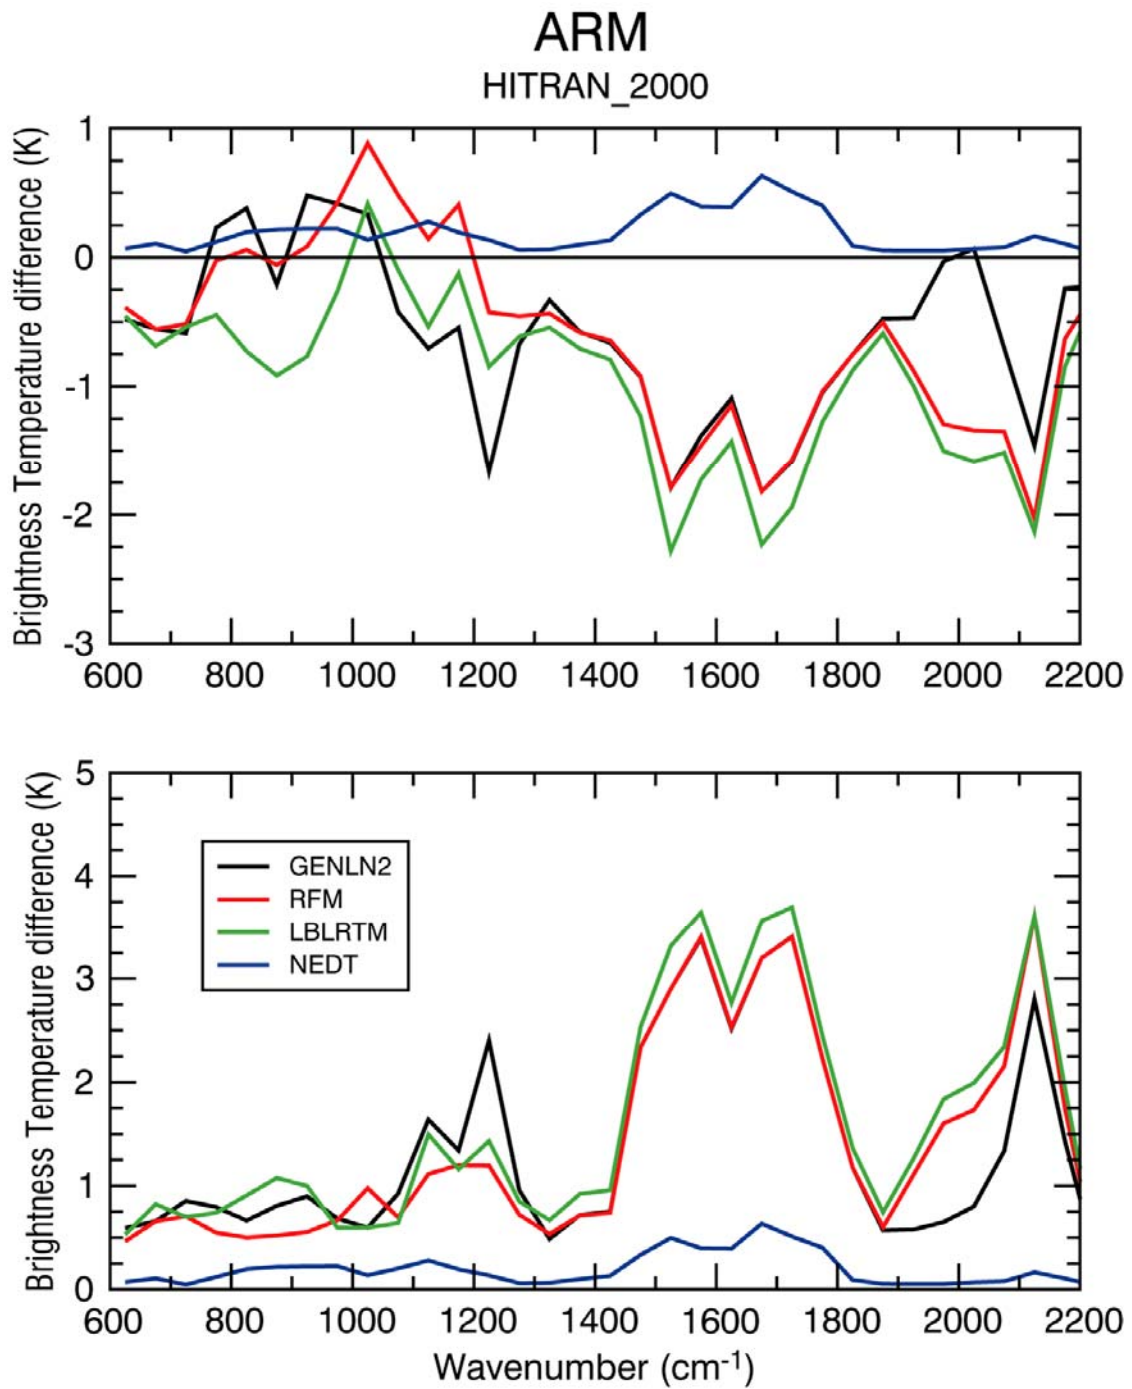 ARM
HITRAN_2000
Brightness Temperature difference (K)
1
0
-1
-2
-3
600 800 1000 1200 1400 1600 1800 2000 2200
Brightness Temperature difference (K)
5
4
3
2
1
0
GENLN2
RFM
LBLRTM
NEDT
600 800 1000 1200 1400 1600 1800 2000 2200
Wavenumber (cm⁻¹)